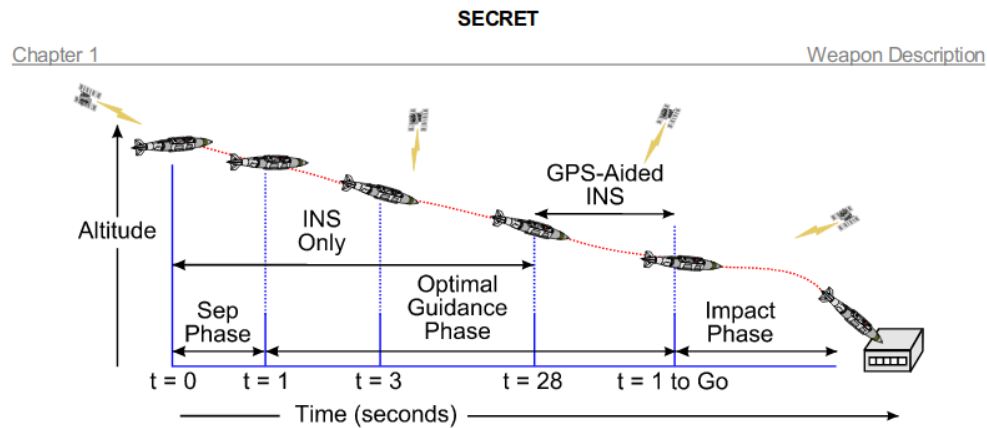 SECRET
Chapter 1 Weapon Description
GPS-Aided
INS
Altitude
INS
Only
Optimal
Guidance
Phase
Sep
Phase
Impact
Phase
t = 0 t = 1 t = 3 t = 28 t = 1 to Go
Time (seconds)